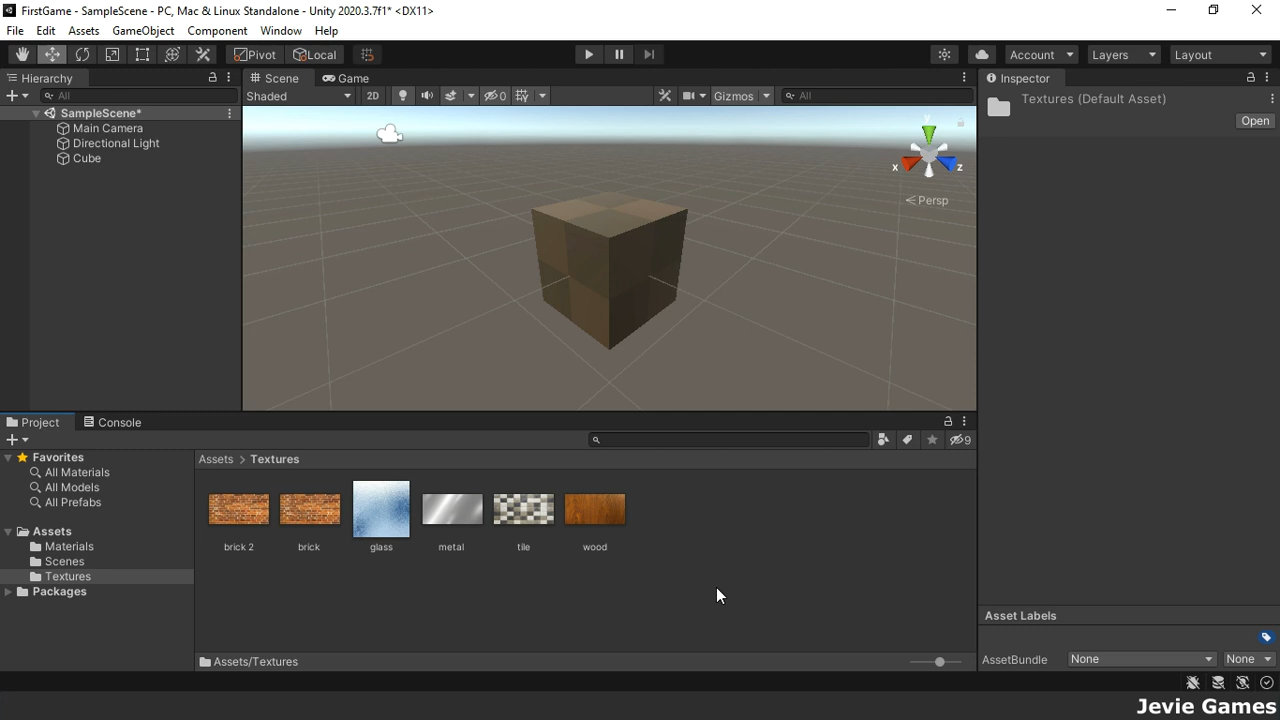 FirstGame - SampleScene - PC, Mac & Linux Standalone - Unity 2020.3.7f1* <DX11>
File Edit Assets GameObject Component Window Help
Pivot Local Account Layers Layout
Hierarchy
All
SampleScene*
Main Camera
Directional Light
Cube
Scene Game
Shaded 2D 0 Gizmos All
y
x z
Persp
Inspector
Textures (Default Asset)
Open
Project Console
9
Favorites
All Materials
All Models
All Prefabs
Assets
Materials
Scenes
Textures
Packages
Assets > Textures
brick 2 brick glass metal tile wood
Assets/Textures
Asset Labels
AssetBundle None None
Jevie Games